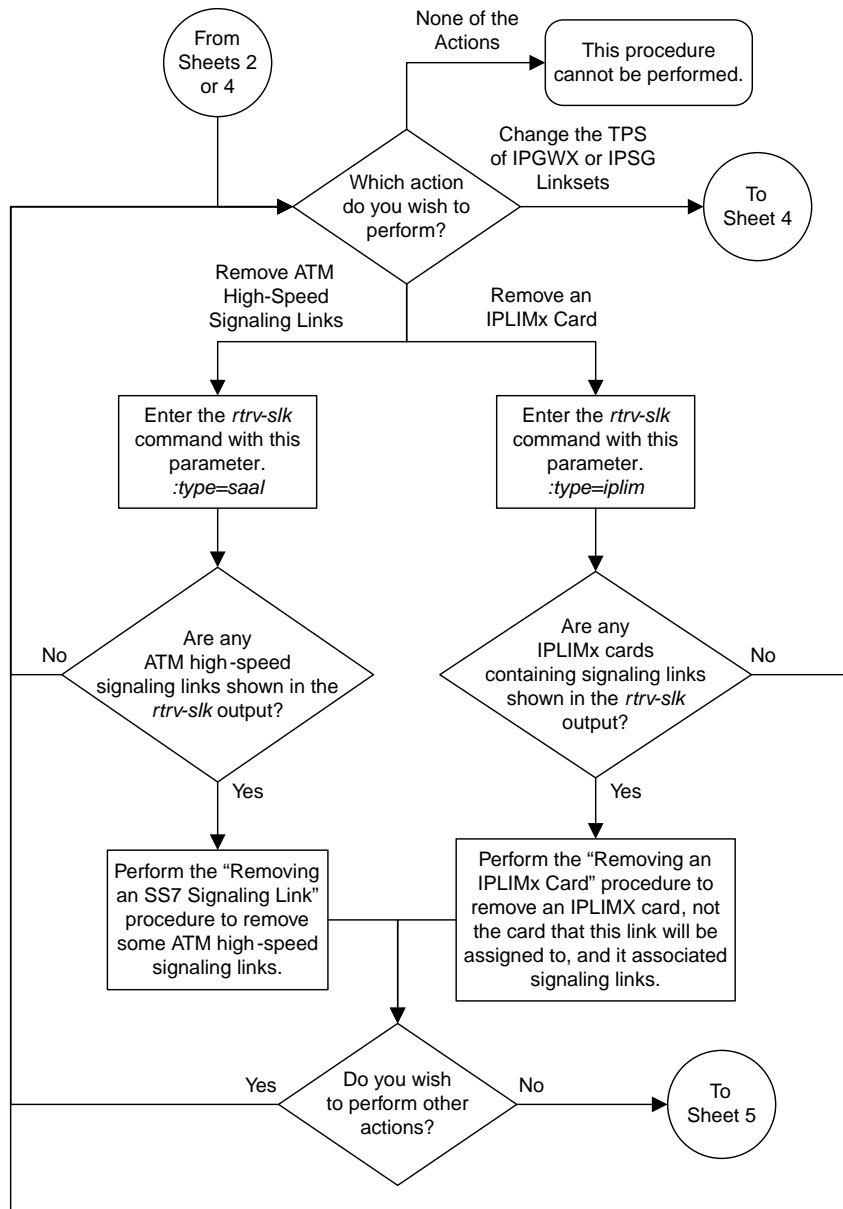 From
Sheets 2
or 4
None of the
Actions
This procedure
cannot be performed.
Which action
do you wish to
perform?
Change the TPS
of IPGWX or IPSG
Linksets
To
Sheet 4
Remove ATM
High-Speed
Signaling Links
Remove an
IPLIMx Card
Enter the rtrv-slk
command with this
parameter.
:type=saal
Enter the rtrv-slk
command with this
parameter.
:type=iplim
No
Are any
ATM high-speed
signaling links shown in the
rtrv-slk output?
Are any
IPLIMx cards
containing signaling links
shown in the rtrv-slk
output?
No
Yes
Yes
Perform the “Removing
an SS7 Signaling Link”
procedure to remove
some ATM high-speed
signaling links.
Perform the “Removing an
IPLIMx Card” procedure to
remove an IPLIMX card, not
the card that this link will be
assigned to, and it associated
signaling links.
Yes
Do you wish
to perform other
actions?
No
To
Sheet 5